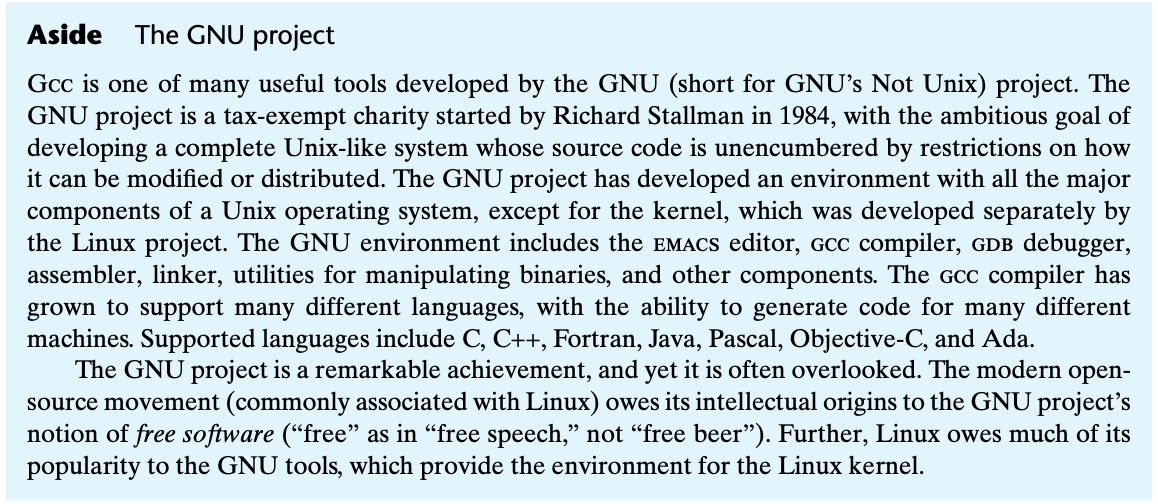 Aside The GNU project
GCC is one of many useful tools developed by the GNU (short for GNU’s Not Unix) project. The
GNU project is a tax-exempt charity started by Richard Stallman in 1984, with the ambitious goal of
developing a complete Unix-like system whose source code is unencumbered by restrictions on how
it can be modified or distributed. The GNU project has developed an environment with all the major
components of a Unix operating system, except for the kernel, which was developed separately by
the Linux project. The GNU environment includes the EMACS editor, GCC compiler, GDB debugger,
assembler, linker, utilities for manipulating binaries, and other components. The GCC compiler has
grown to support many different languages, with the ability to generate code for many different
machines. Supported languages include C, C++, Fortran, Java, Pascal, Objective-C, and Ada.
The GNU project is a remarkable achievement, and yet it is often overlooked. The modern open-
source movement (commonly associated with Linux) owes its intellectual origins to the GNU project’s
notion of free software (“free” as in “free speech,” not “free beer”). Further, Linux owes much of its
popularity to the GNU tools, which provide the environment for the Linux kernel.